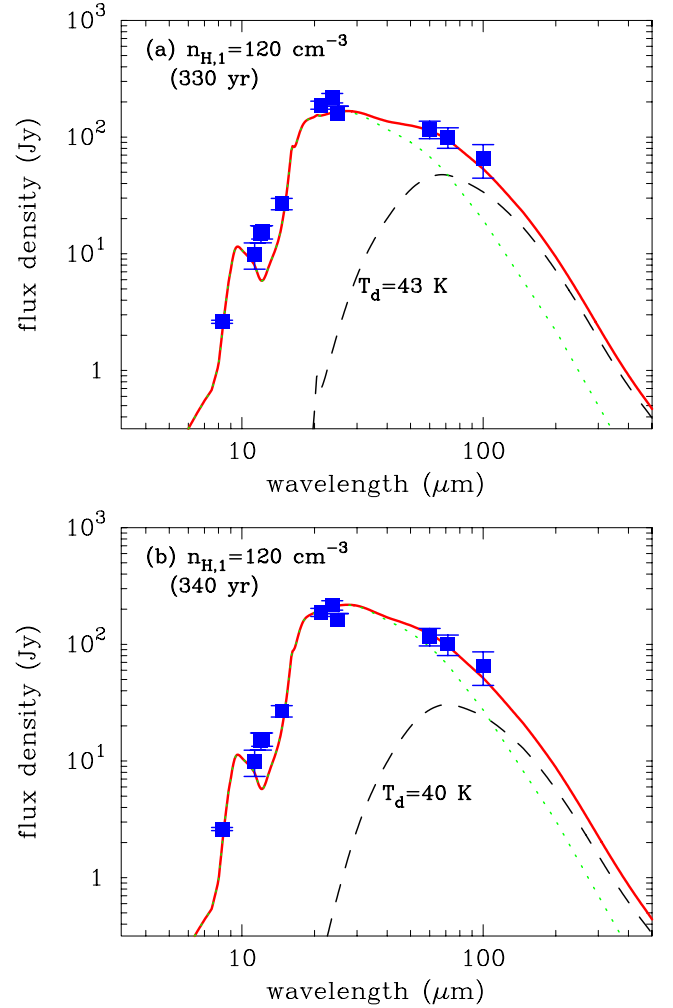 (a) n_H,1=120 cm⁻³
(330 yr)
10³
10²
10¹
1
flux density (Jy)
T_d=43 K
10
100
wavelength (μm)
(b) n_H,1=120 cm⁻³
(340 yr)
10³
10²
10¹
1
flux density (Jy)
T_d=40 K
10
100
wavelength (μm)